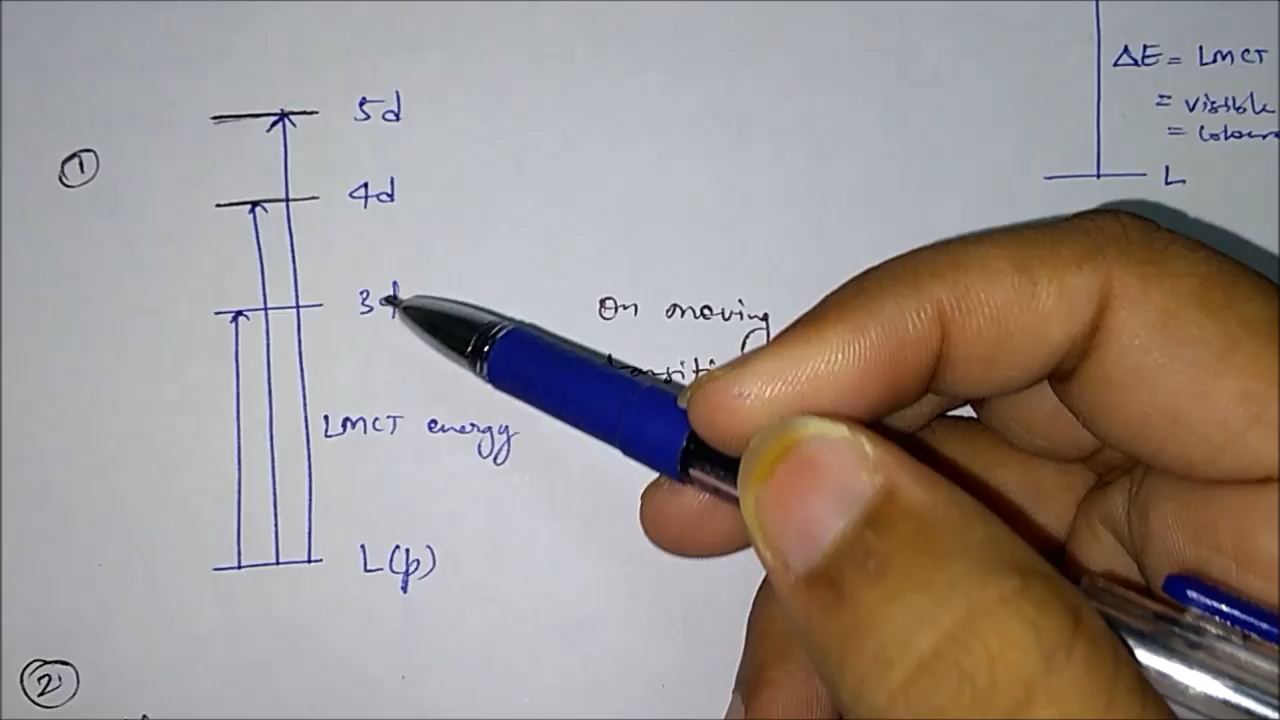 ①
5d
4d
3d
LMCT energy
L(p)
②
On moving
ΔE = LMCT
= visible
=
L